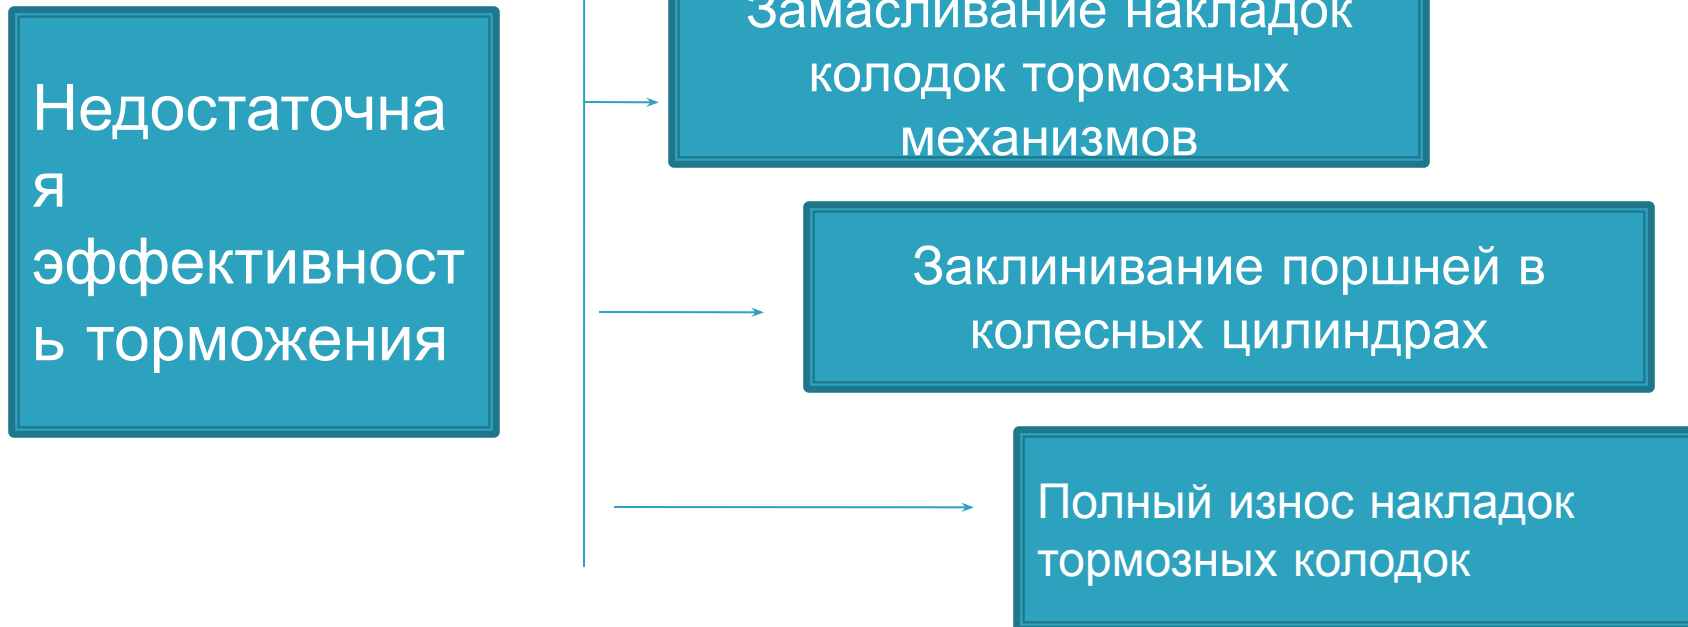 Недостаточна
я
эффективност
ь торможения
Замасливание накладок
колодок тормозных
механизмов
Заклинивание поршней в
колесных цилиндрах
Полный износ накладок
тормозных колодок